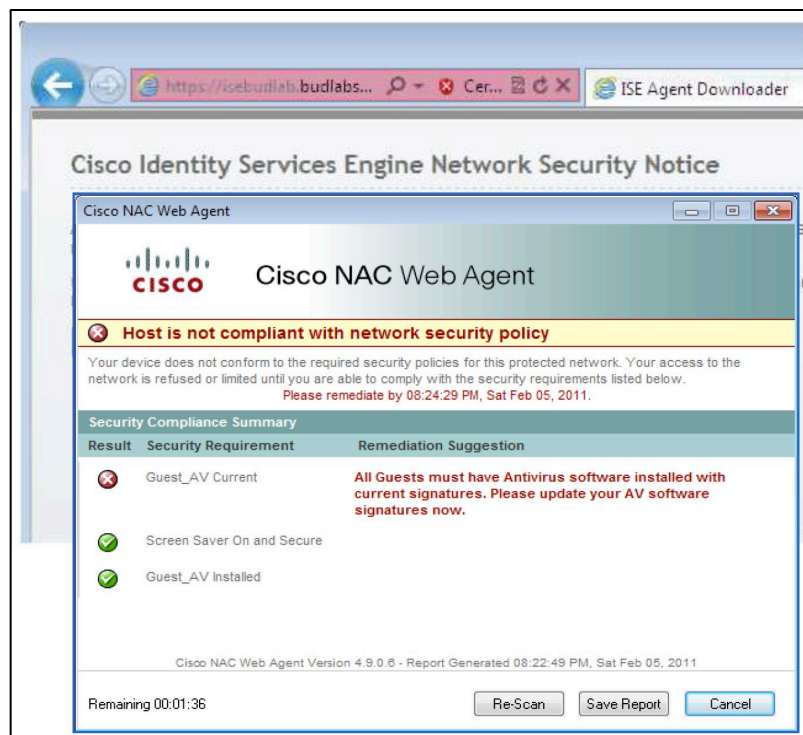 https://isebudlab.budlabs... Cer... ISE Agent Downloader
Cisco Identity Services Engine Network Security Notice
Cisco NAC Web Agent
CISCO
Cisco NAC Web Agent
Host is not compliant with network security policy
Your device does not conform to the required security policies for this protected network. Your access to the
network is refused or limited until you are able to comply with the security requirements listed below.
Please remediate by 08:24:29 PM, Sat Feb 05, 2011.
Security Compliance Summary
Result Security Requirement Remediation Suggestion
Guest_AV Current All Guests must have Antivirus software installed with
current signatures. Please update your AV software
signatures now.
Screen Saver On and Secure
Guest_AV Installed
Cisco NAC Web Agent Version 4.9.0.6 - Report Generated 08:22:49 PM, Sat Feb 05, 2011
Remaining 00:01:36 Re-Scan Save Report Cancel